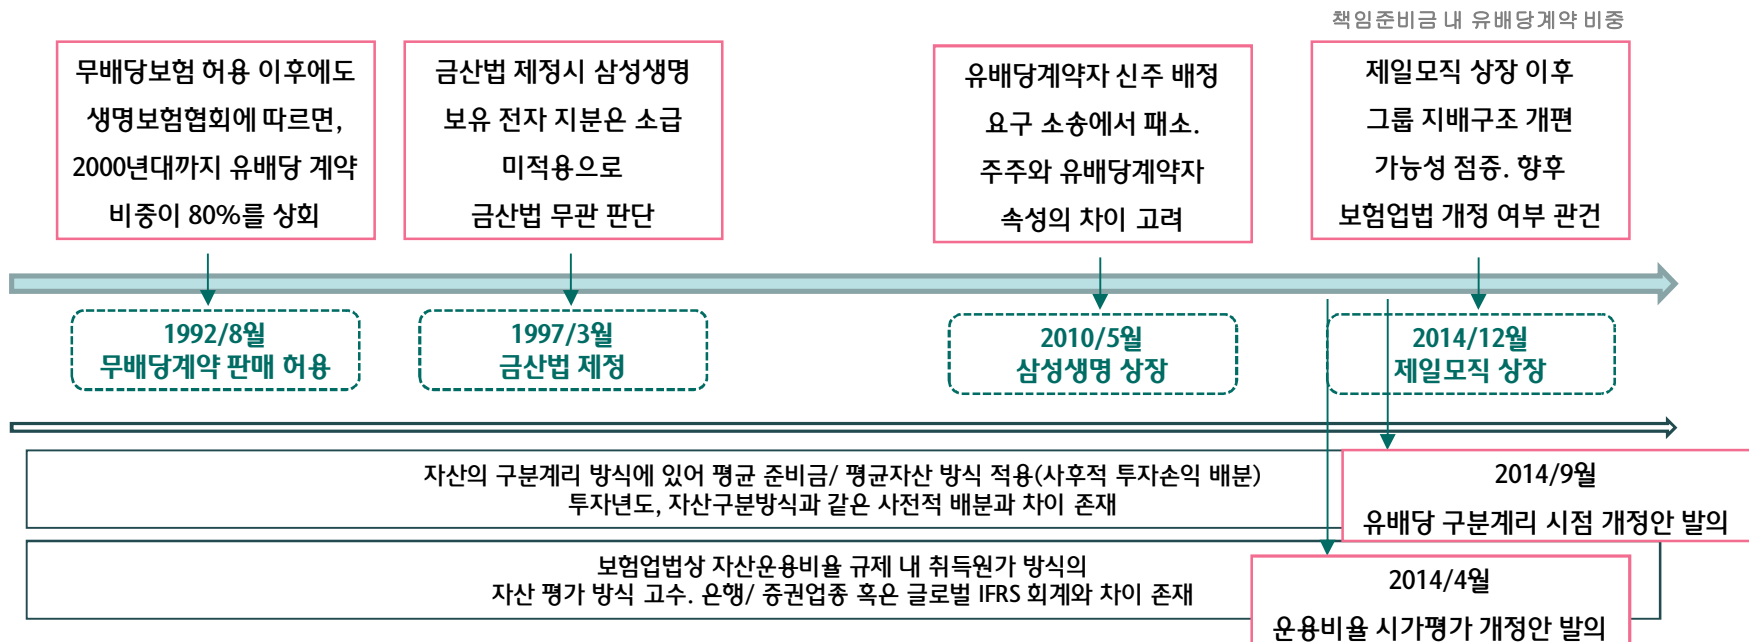 책임준비금 내 유배당계약 비중
무배당보험 허용 이후에도
생명보험협회에 따르면,
2000년대까지 유배당 계약
비중이 80%를 상회
금산법 제정시 삼성생명
보유 전자 지분은 소급
미적용으로
금산법 무관 판단
유배당계약자 신주 배정
요구 소송에서 패소.
주주와 유배당계약자
속성의 차이 고려
제일모직 상장 이후
그룹 지배구조 개편
가능성 점증. 향후
보험업법 개정 여부 관건
1992/8월
무배당계약 판매 허용
1997/3월
금산법 제정
2010/5월
삼성생명 상장
2014/12월
제일모직 상장
자산의 구분계리 방식에 있어 평균 준비금/ 평균자산 방식 적용(사후적 투자손익 배분)
투자년도, 자산구분방식과 같은 사전적 배분과 차이 존재
2014/9월
유배당 구분계리 시점 개정안 발의
보험업법상 자산운용비율 규제 내 취득원가 방식의
자산 평가 방식 고수. 은행/ 증권업종 혹은 글로벌 IFRS 회계와 차이 존재
2014/4월
운용비율 시가평가 개정안 발의